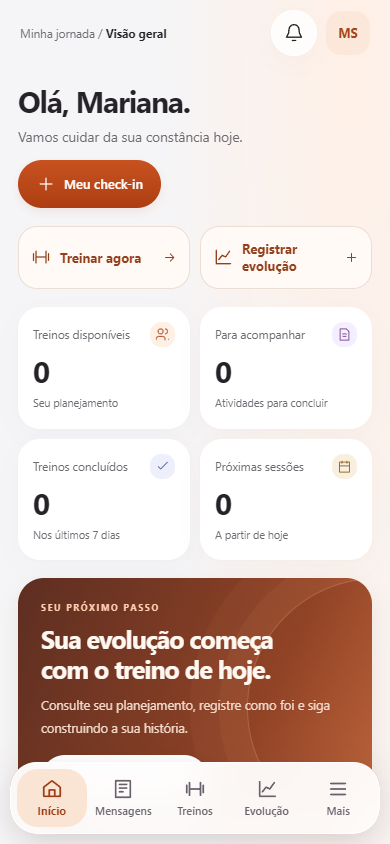 Minha jornada / Visão geral
MS
Olá, Mariana.
Vamos cuidar da sua constância hoje.
Meu check-in
Treinar agora
Registrar
evolução
Treinos disponíveis
0
Seu planejamento
Para acompanhar
0
Atividades para concluir
Treinos concluídos
0
Nos últimos 7 dias
Próximas sessões
0
A partir de hoje
SEU PRÓXIMO PASSO
Sua evolução começa
com o treino de hoje.
Consulte seu planejamento, registre como foi e siga
construindo a sua história.
Início
Mensagens
Treinos
Evolução
Mais